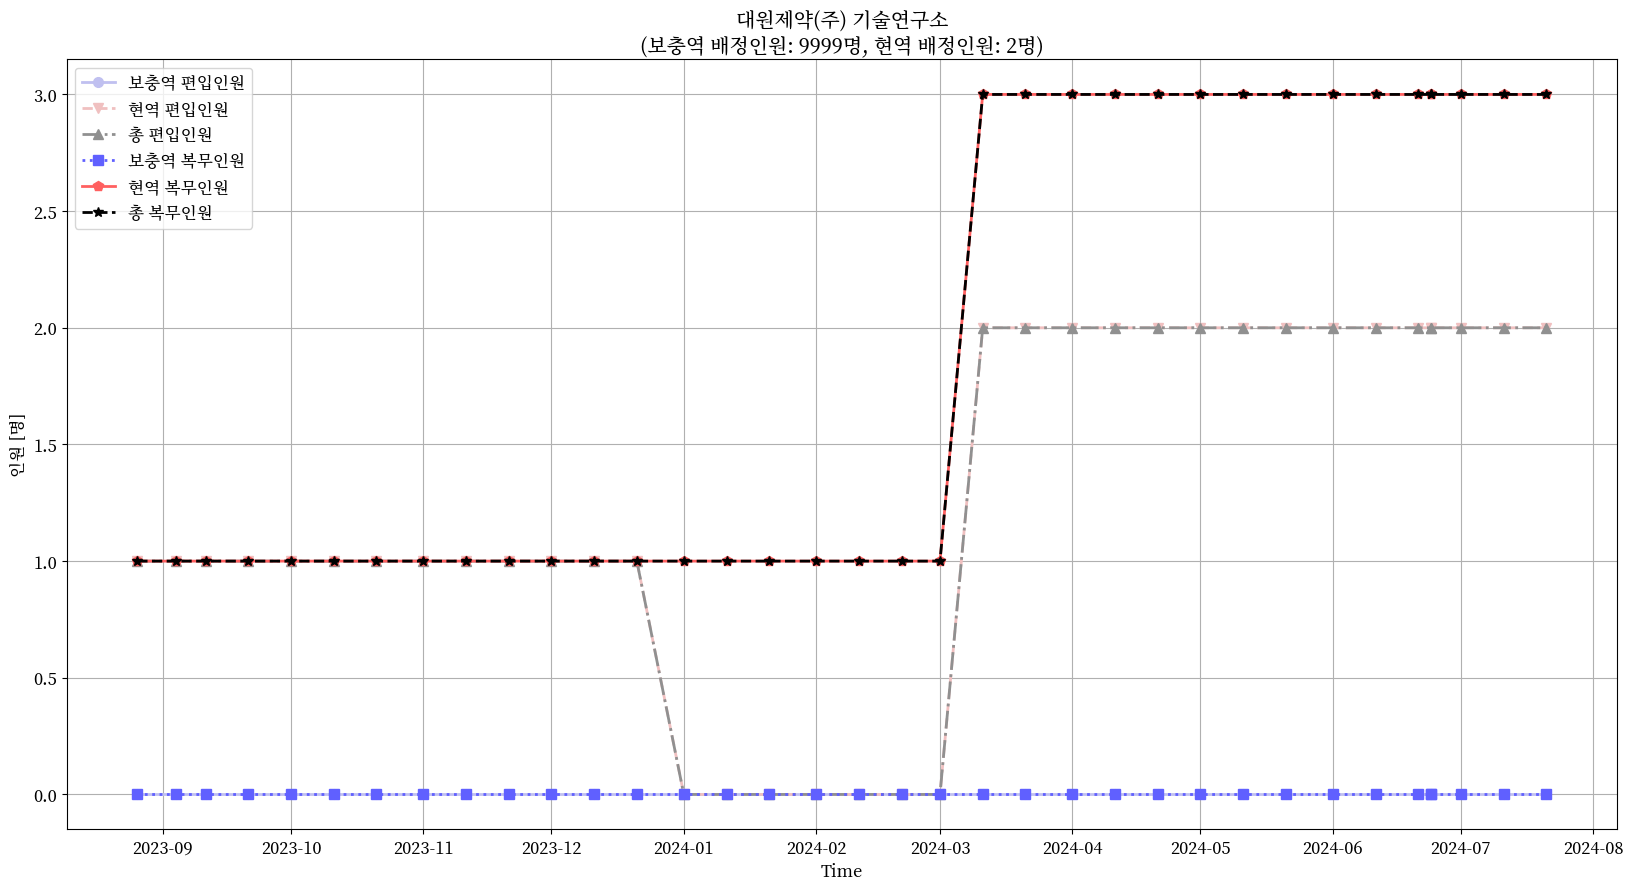 대원제약(주) 기술연구소
(보충역 배정인원: 9999명, 현역 배정인원: 2명)
보충역 편입인원
현역 편입인원
총 편입인원
보충역 복무인원
현역 복무인원
총 복무인원
3.0
2.5
2.0
1.5
1.0
0.5
0.0
인원 [명]
2023-09 2023-10 2023-11 2023-12 2024-01 2024-02 2024-03 2024-04 2024-05 2024-06 2024-07 2024-08
Time